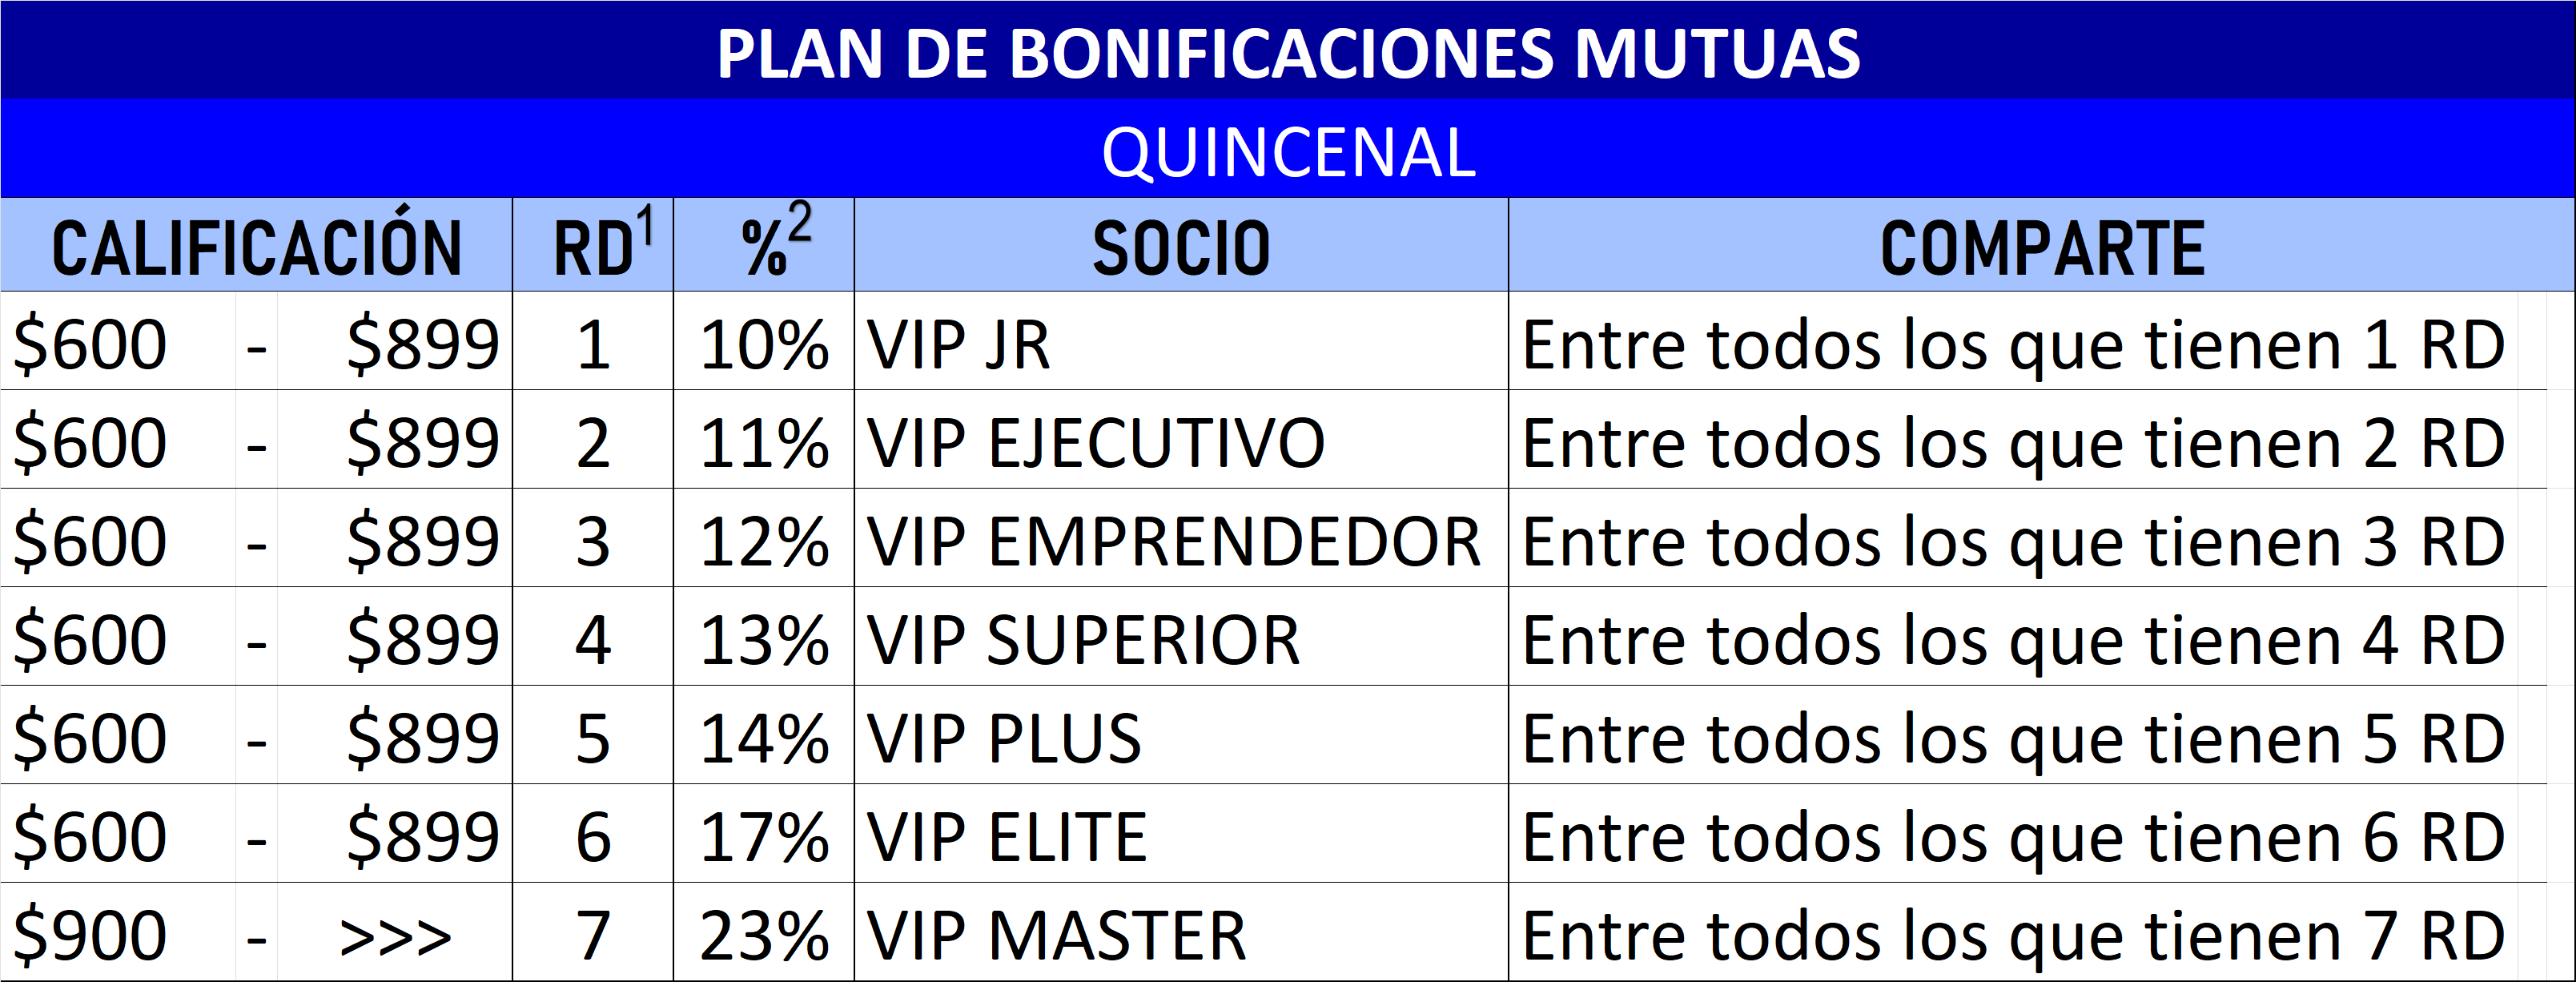 PLAN DE BONIFICACIONES MUTUAS
QUINCENAL
CALIFICACIÓN RD¹ %² SOCIO COMPARTE
$600 - $899 1 10% VIP JR Entre todos los que tienen 1 RD
$600 - $899 2 11% VIP EJECUTIVO Entre todos los que tienen 2 RD
$600 - $899 3 12% VIP EMPRENDEDOR Entre todos los que tienen 3 RD
$600 - $899 4 13% VIP SUPERIOR Entre todos los que tienen 4 RD
$600 - $899 5 14% VIP PLUS Entre todos los que tienen 5 RD
$600 - $899 6 17% VIP ELITE Entre todos los que tienen 6 RD
$900 - >>> 7 23% VIP MASTER Entre todos los que tienen 7 RD